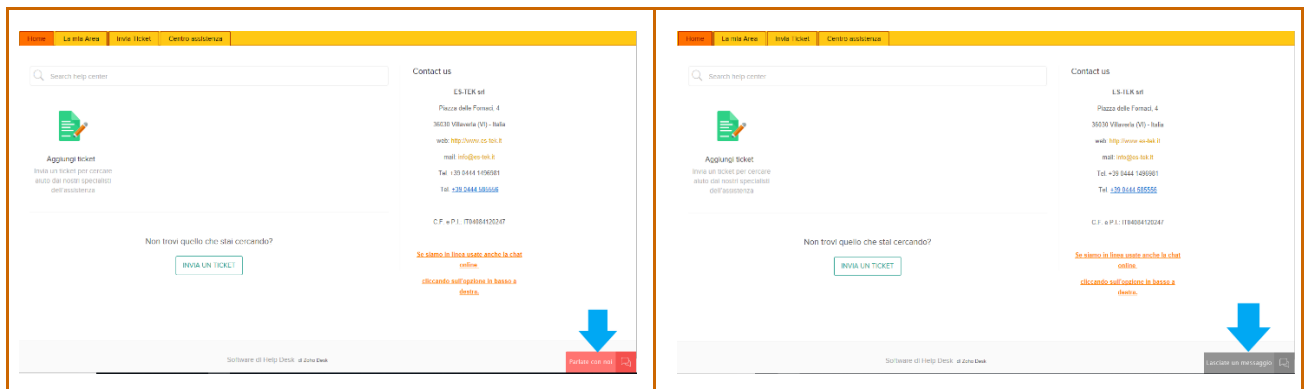 Home La mia Area Invia Ticket Centro assistenza
Search help center
Aggiungi ticket
Invia un ticket per cercare
aiuto dai nostri specialisti
dell'assistenza
Non trovi quello che stai cercando?
INVIA UN TICKET
Contact us
ES-TEK srl
Piazza delle Fornaci, 4
36030 Villaverla (VI) - Italia
web: http://www.es-tek.it
mail: info@es-tek.it
Tel. +39 0444 1496981
Tel. +39 0444 585556
C.F. e P.I.: IT04084120247
Se siamo in linea usate anche la chat
online
cliccando sull'opzione in basso a
destra.
Software di Help Desk di Zoho Desk
Parlate con noi
Home La mia Area Invia Ticket Centro assistenza
Search help center
Aggiungi ticket
Invia un ticket per cercare
aiuto dai nostri specialisti
dell'assistenza
Non trovi quello che stai cercando?
INVIA UN TICKET
Contact us
ES-TEK srl
Piazza delle Fornaci, 4
36030 Villaverla (VI) - Italia
web: http://www.es-tek.it
mail: info@es-tek.it
Tel. +39 0444 1496981
Tel. +39 0444 585556
C.F. e P.I.: IT04084120247
Se siamo in linea usate anche la chat
online
cliccando sull'opzione in basso a
destra.
Software di Help Desk di Zoho Desk
Lasciate un messaggio